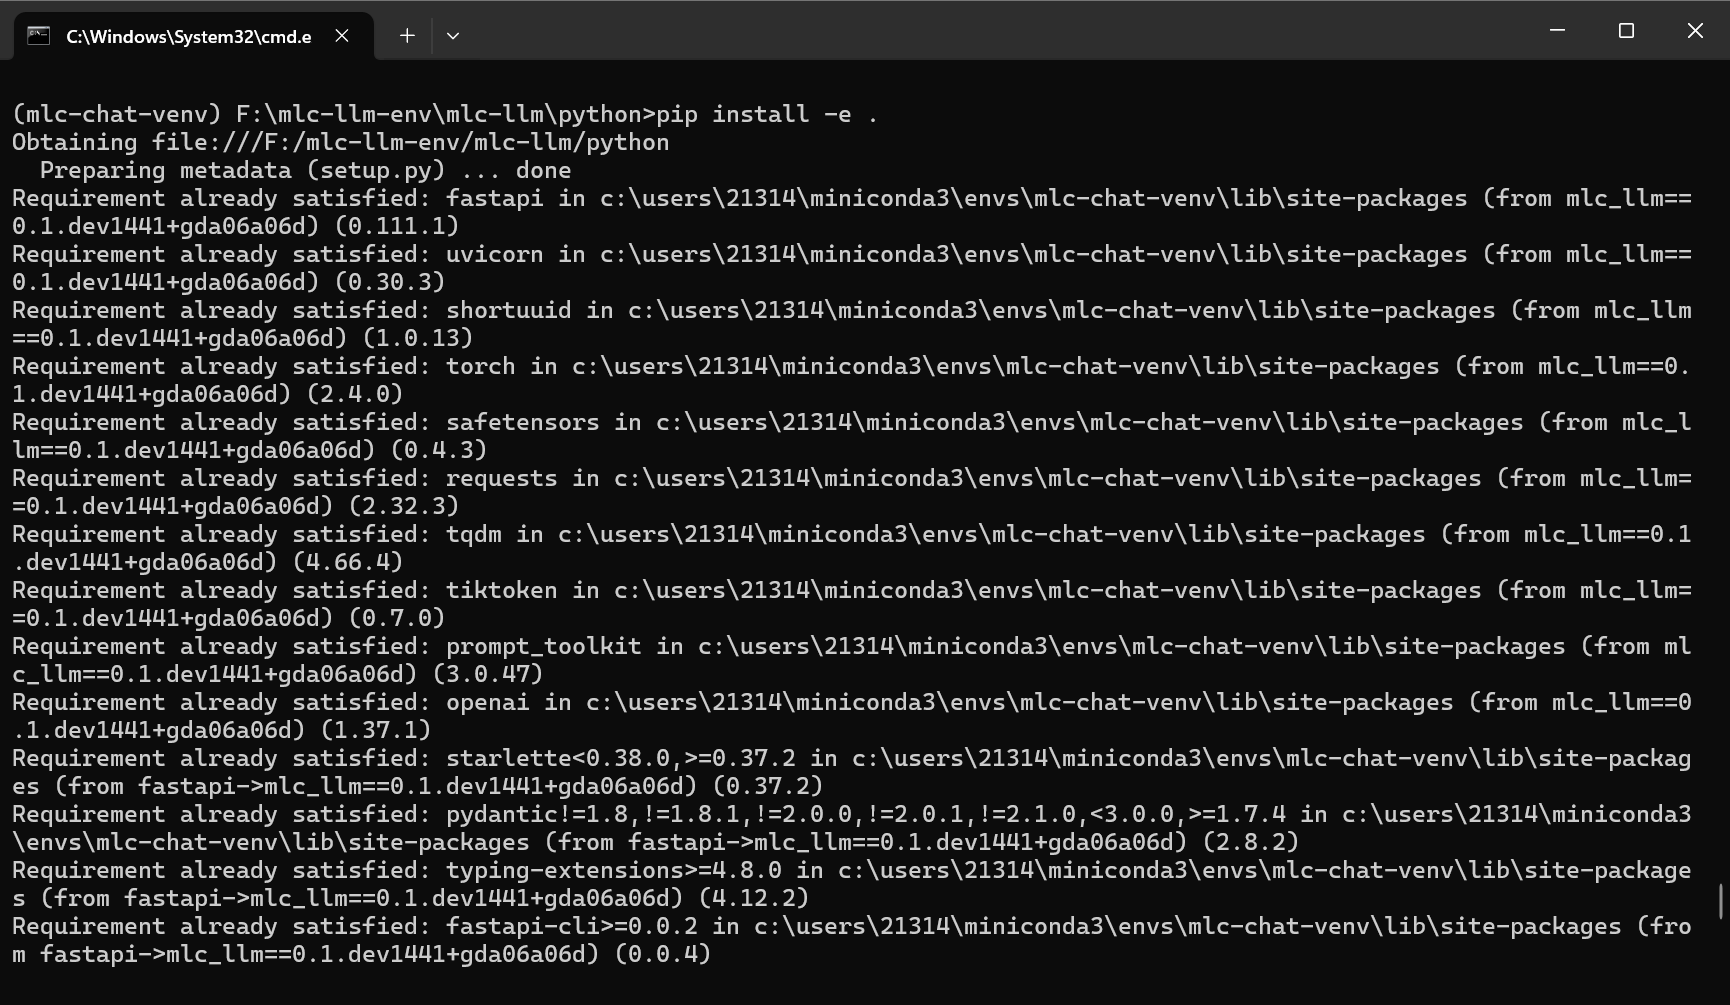 C:\Windows\System32\cmd.e
(mlc-chat-venv) F:\mlc-llm-env\mlc-llm\python>pip install -e .
Obtaining file:///F:/mlc-llm-env/mlc-llm/python
  Preparing metadata (setup.py) ... done
Requirement already satisfied: fastapi in c:\users\21314\miniconda3\envs\mlc-chat-venv\lib\site-packages (from mlc_llm==
0.1.dev1441+gda06a06d) (0.111.1)
Requirement already satisfied: uvicorn in c:\users\21314\miniconda3\envs\mlc-chat-venv\lib\site-packages (from mlc_llm==
0.1.dev1441+gda06a06d) (0.30.3)
Requirement already satisfied: shortuuid in c:\users\21314\miniconda3\envs\mlc-chat-venv\lib\site-packages (from mlc_llm
==0.1.dev1441+gda06a06d) (1.0.13)
Requirement already satisfied: torch in c:\users\21314\miniconda3\envs\mlc-chat-venv\lib\site-packages (from mlc_llm==0.
1.dev1441+gda06a06d) (2.4.0)
Requirement already satisfied: safetensors in c:\users\21314\miniconda3\envs\mlc-chat-venv\lib\site-packages (from mlc_l
lm==0.1.dev1441+gda06a06d) (0.4.3)
Requirement already satisfied: requests in c:\users\21314\miniconda3\envs\mlc-chat-venv\lib\site-packages (from mlc_llm=
=0.1.dev1441+gda06a06d) (2.32.3)
Requirement already satisfied: tqdm in c:\users\21314\miniconda3\envs\mlc-chat-venv\lib\site-packages (from mlc_llm==0.1
.dev1441+gda06a06d) (4.66.4)
Requirement already satisfied: tiktoken in c:\users\21314\miniconda3\envs\mlc-chat-venv\lib\site-packages (from mlc_llm=
=0.1.dev1441+gda06a06d) (0.7.0)
Requirement already satisfied: prompt_toolkit in c:\users\21314\miniconda3\envs\mlc-chat-venv\lib\site-packages (from ml
c_llm==0.1.dev1441+gda06a06d) (3.0.47)
Requirement already satisfied: openai in c:\users\21314\miniconda3\envs\mlc-chat-venv\lib\site-packages (from mlc_llm==0
.1.dev1441+gda06a06d) (1.37.1)
Requirement already satisfied: starlette<0.38.0,>=0.37.2 in c:\users\21314\miniconda3\envs\mlc-chat-venv\lib\site-packag
es (from fastapi->mlc_llm==0.1.dev1441+gda06a06d) (0.37.2)
Requirement already satisfied: pydantic!=1.8,!=1.8.1,!=2.0.0,!=2.0.1,!=2.1.0,<3.0.0,>=1.7.4 in c:\users\21314\miniconda3
\envs\mlc-chat-venv\lib\site-packages (from fastapi->mlc_llm==0.1.dev1441+gda06a06d) (2.8.2)
Requirement already satisfied: typing-extensions>=4.8.0 in c:\users\21314\miniconda3\envs\mlc-chat-venv\lib\site-package
s (from fastapi->mlc_llm==0.1.dev1441+gda06a06d) (4.12.2)
Requirement already satisfied: fastapi-cli>=0.0.2 in c:\users\21314\miniconda3\envs\mlc-chat-venv\lib\site-packages (fro
m fastapi->mlc_llm==0.1.dev1441+gda06a06d) (0.0.4)